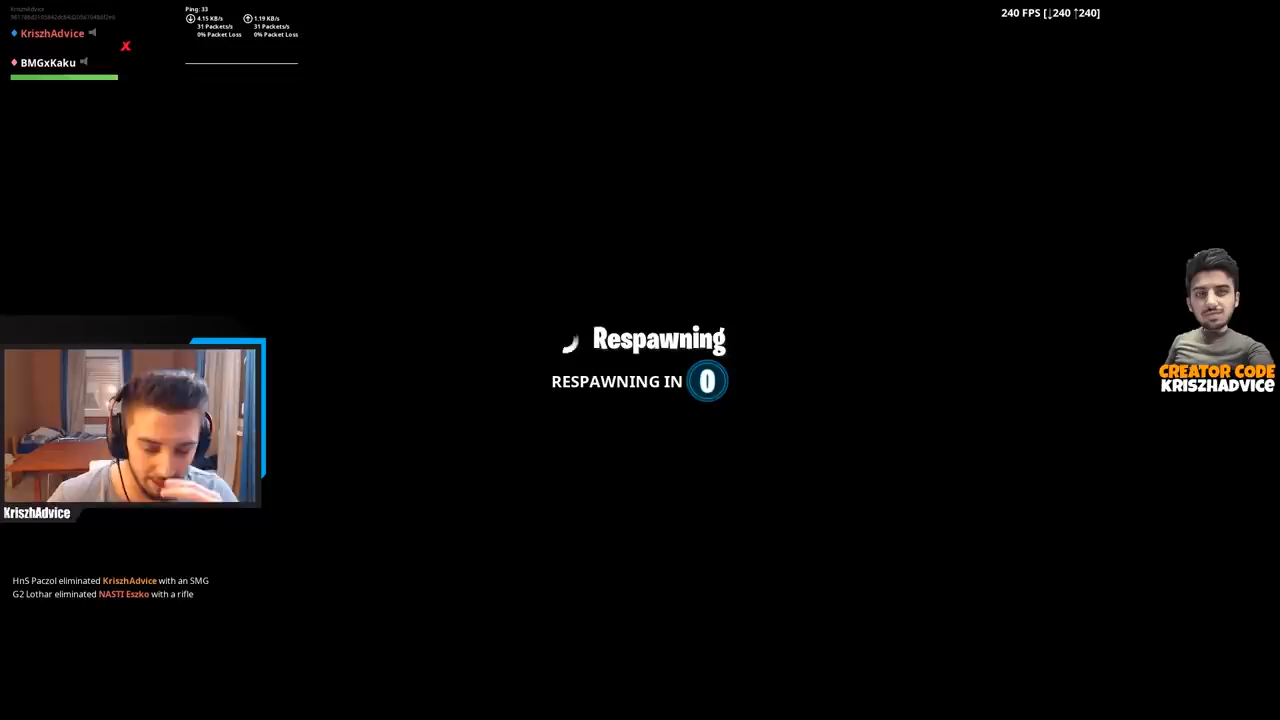 KriszhAdvice
KriszhAdvice
X
BMGxKaku
Ping: 33
4.15 KB/s
31 Packets/s
0% Packet Loss
1.19 KB/s
31 Packets/s
0% Packet Loss
240 FPS [↓240 ↑240]
Respawning
RESPAWNING IN 0
CREATOR CODE
KRISZHADVICE
KriszhAdvice
HnS Paczol eliminated KriszhAdvice with an SMG
G2 Lothar eliminated NASTI Eszko with a rifle